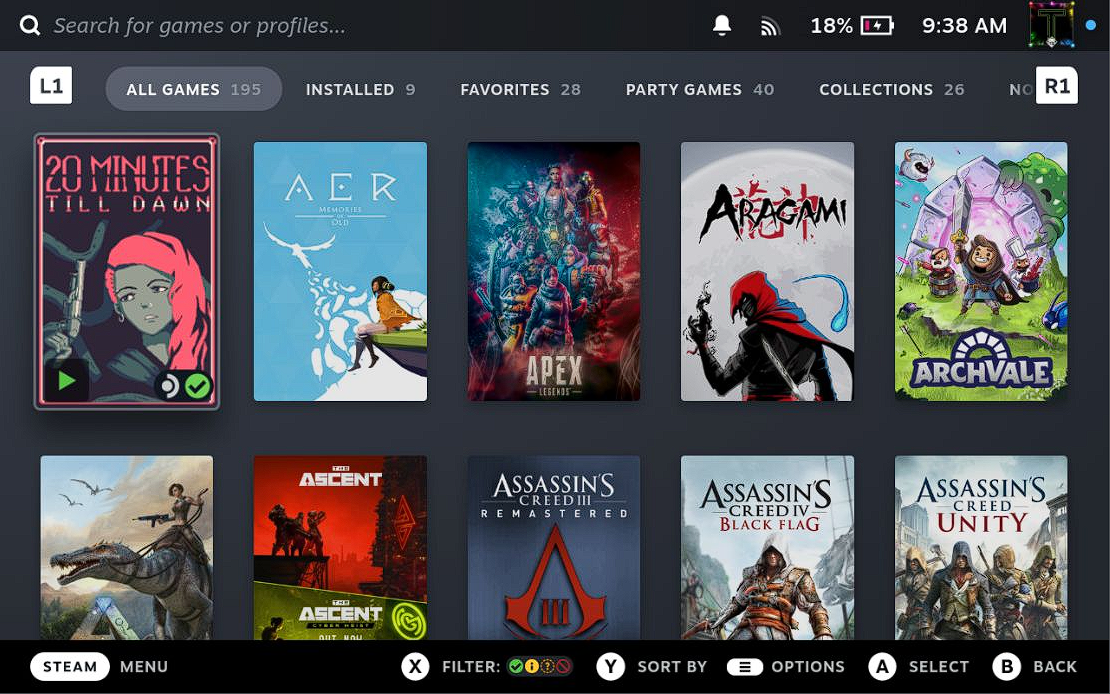 Search for games or profiles...
18%
9:38 AM
T
L1
ALL GAMES 195
INSTALLED 9
FAVORITES 28
PARTY GAMES 40
COLLECTIONS 26
NO
R1
20 MINUTES
TILL DAWN
AER
MEMORIES
OF
OLD
APEX
LEGENDS
ARAGAMI
ARCHVALE
THE
ASCENT
THE
ASCENT
CYBER HEIST
OUT NOW
ASSASSIN'S
CREED III
REMASTERED
III
ASSASSIN'S
CREED IV
BLACK FLAG
ASSASSIN'S
CREED
UNITY
STEAM
MENU
X FILTER:
Y SORT BY
OPTIONS
A SELECT
B BACK